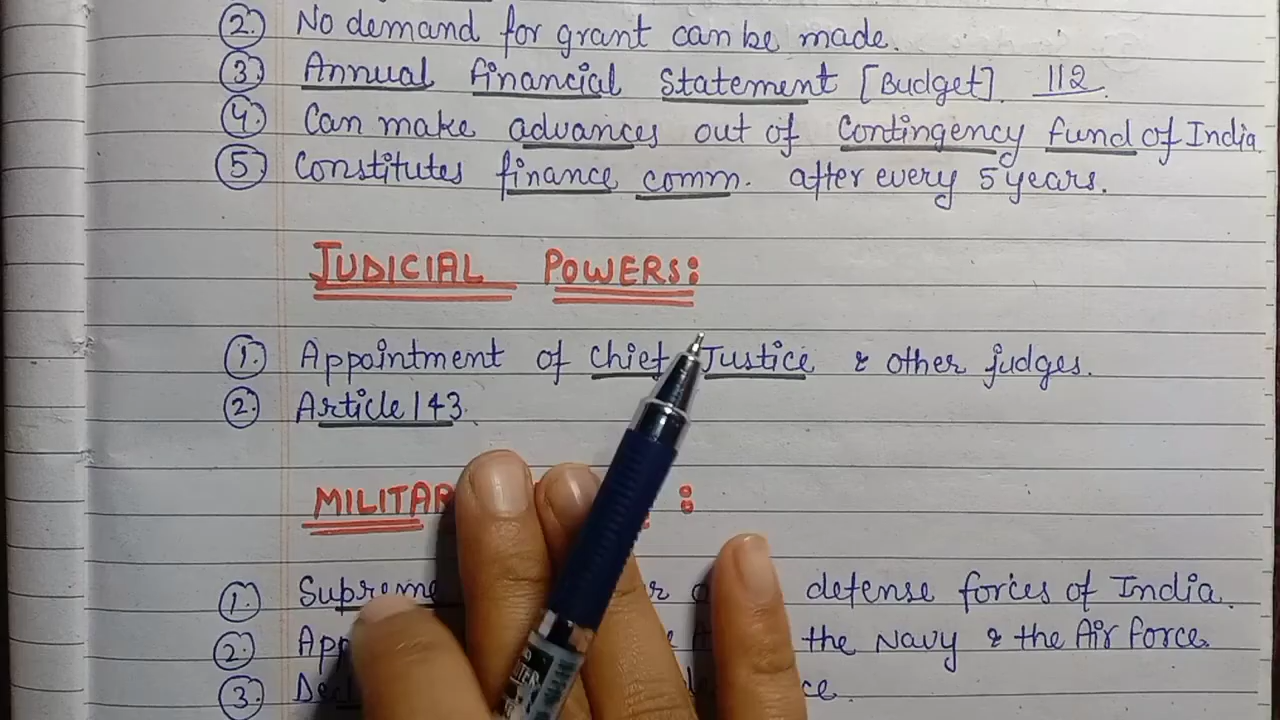 2. No demand for grant can be made.
3. Annual financial Statement [Budget]. 112.
4. Can make advances out of Contingency fund of India.
5. Constitutes finance comm. after every 5 years.
JUDICIAL POWERS:
1. Appointment of Chief Justice & other judges.
2. Article 143.
MILITAR :
1. Supreme defense forces of India.
2. App the Navy & the Air force.
3.